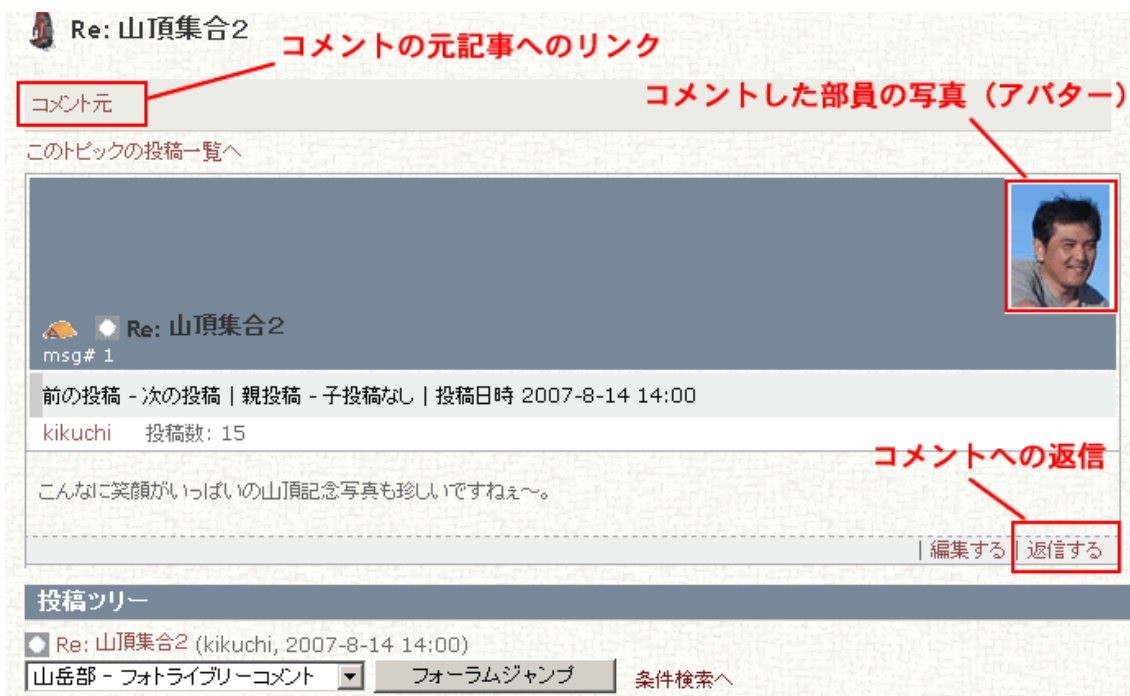 Re: 山頂集合2
コメントの元記事へのリンク
コメント元
コメントした部員の写真（アバター）
このトピックの投稿一覧へ
Re: 山頂集合2
msg# 1
前の投稿 - 次の投稿 | 親投稿 - 子投稿なし | 投稿日時 2007-8-14 14:00
kikuchi 投稿数: 15
コメントへの返信
こんなに笑顔がいっぱいの山頂記念写真も珍しいですねぇ～。
| 編集する | 返信する
投稿ツリー
Re: 山頂集合2 (kikuchi, 2007-8-14 14:00)
山岳部 - フォトライブリーコメント フォーラムジャンプ 条件検索へ